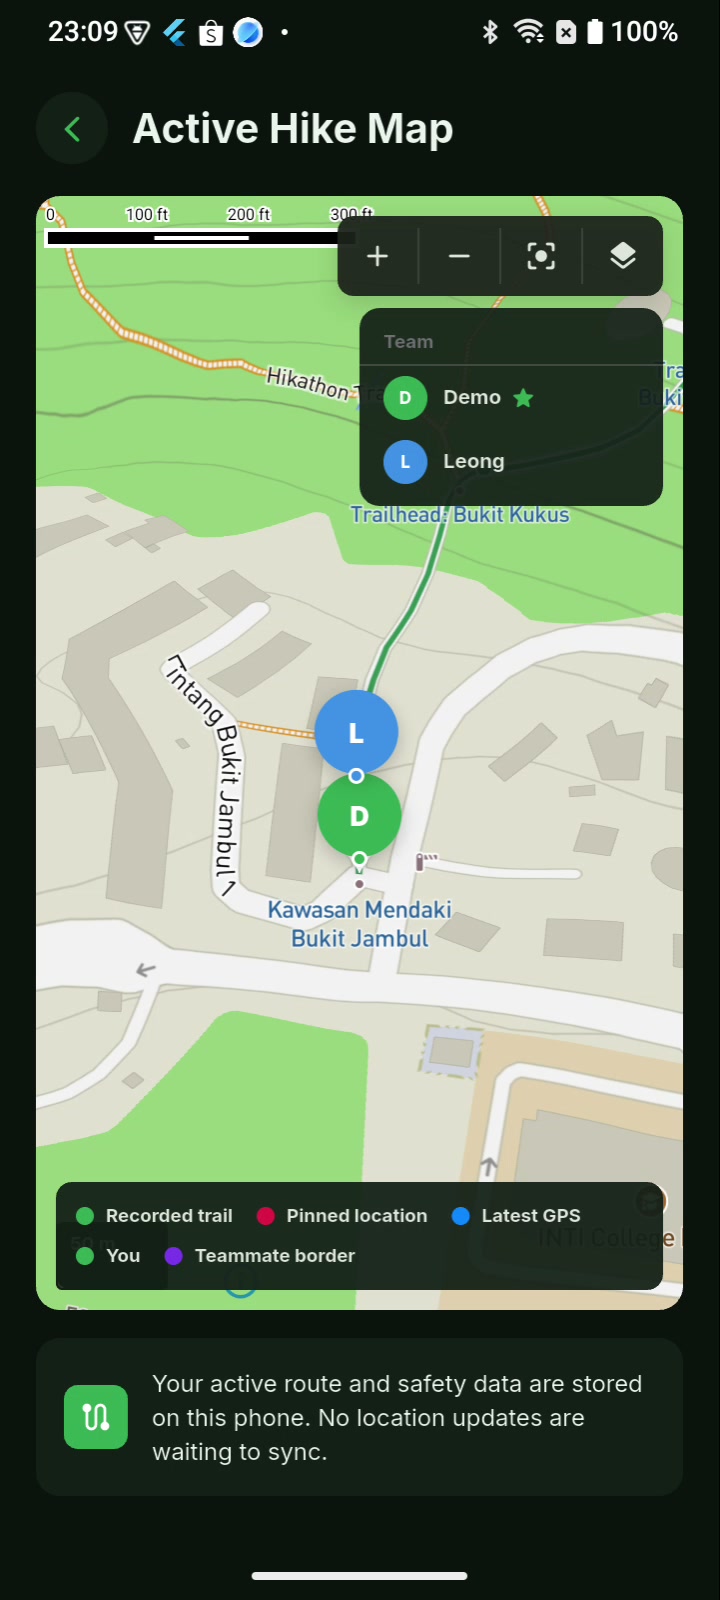 23:09
100%
Active Hike Map
0 100 ft 200 ft 300 ft
Team
D Demo
L Leong
Hikathon
Trailhead: Bukit Kukus
Lintang Bukit Jambul 1
L
D
Kawasan Mendaki
Bukit Jambul
INTI College
50 m
Recorded trail Pinned location Latest GPS
You Teammate border
Your active route and safety data are stored
on this phone. No location updates are
waiting to sync.